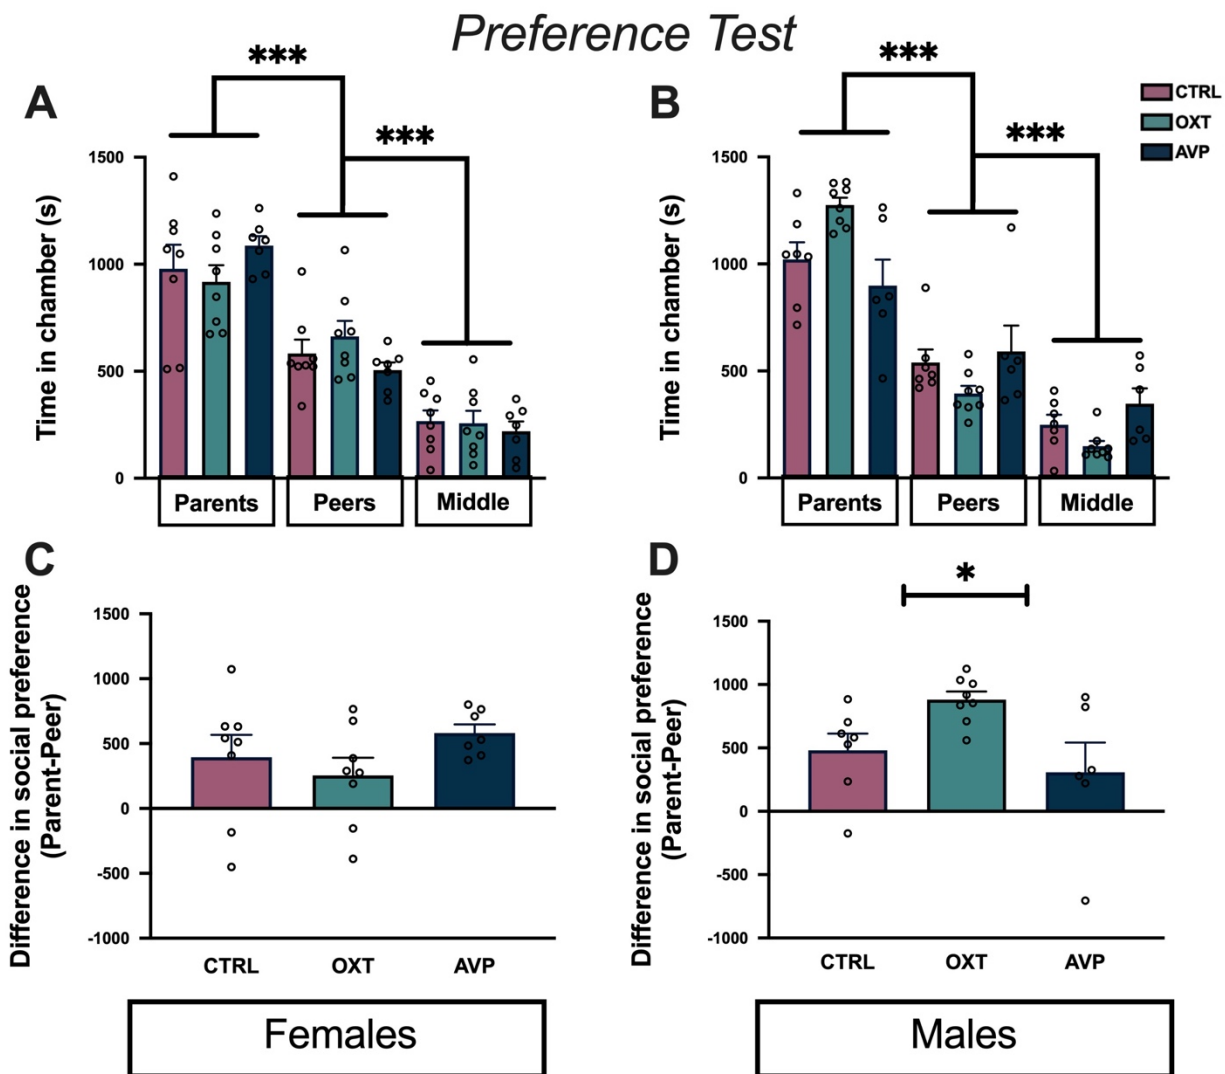 Preference Test
A
***
***
Time in chamber (s)
1500
1000
500
0
Parents
Peers
Middle
B
***
***
CTRL
OXT
AVP
Time in chamber (s)
1500
1000
500
0
Parents
Peers
Middle
C
Difference in social preference
(Parent-Peer)
1500
1000
500
0
-500
-1000
CTRL
OXT
AVP
Females
D
*
Difference in social preference
(Parent-Peer)
1500
1000
500
0
-500
-1000
CTRL
OXT
AVP
Males